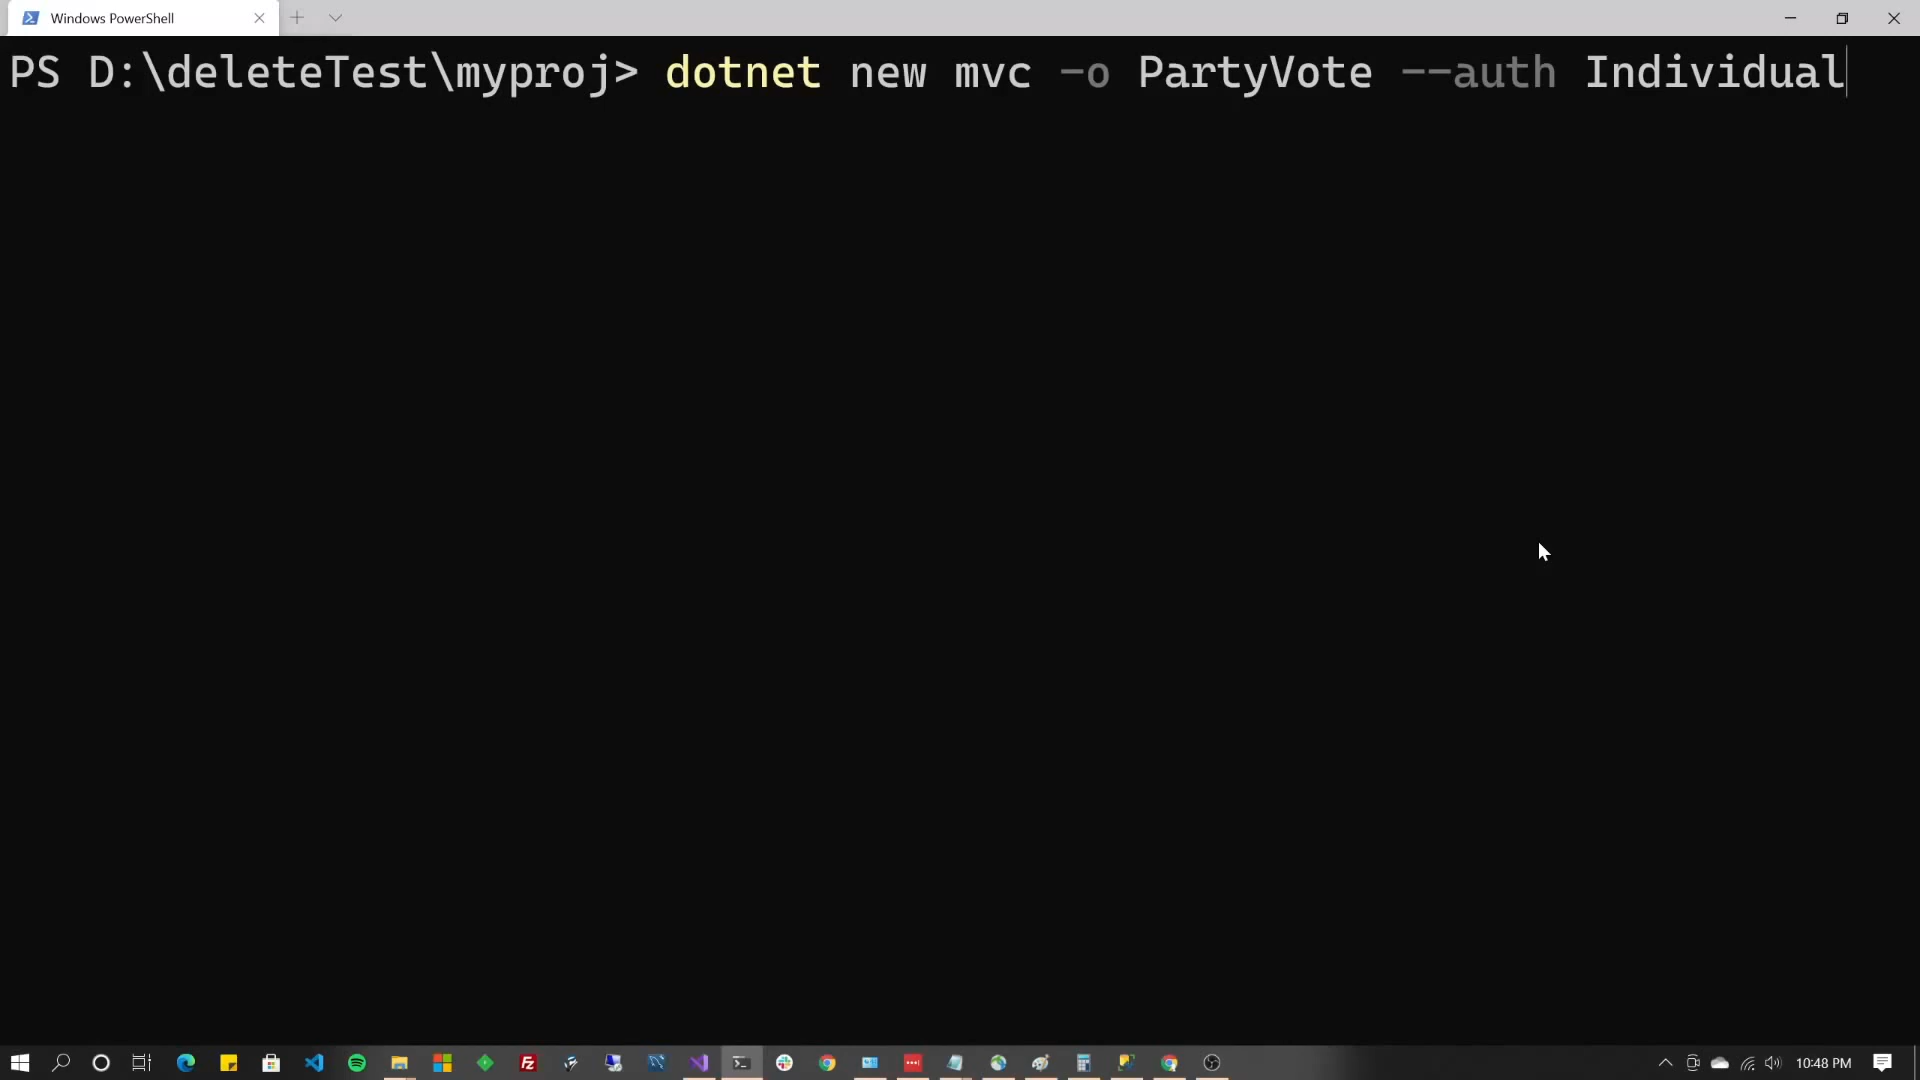 Windows PowerShell
PS D:\deleteTest\myproj> dotnet new mvc -o PartyVote --auth Individual
10:48 PM